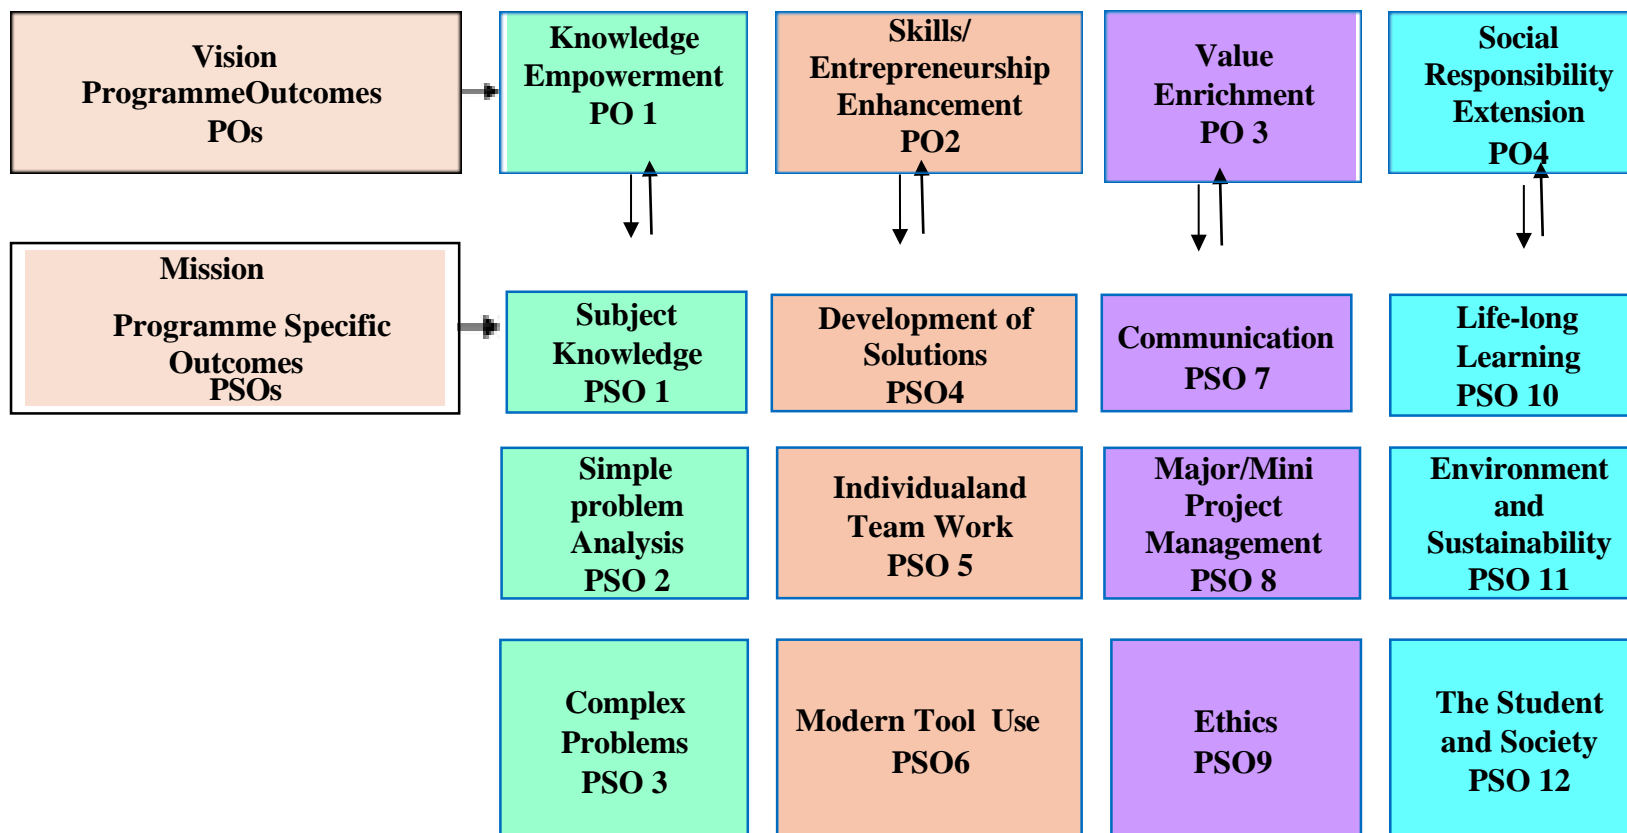 Vision
ProgrammeOutcomes
POs
Knowledge
Empowerment
PO 1
Skills/
Entrepreneurship
Enhancement
PO2
Value
Enrichment
PO 3
Social
Responsibility
Extension
PO4
Mission
Programme Specific
Outcomes
PSOs
Subject
Knowledge
PSO 1
Development of
Solutions
PSO4
Communication
PSO 7
Life-long
Learning
PSO 10
Simple
problem
Analysis
PSO 2
Individualand
Team Work
PSO 5
Major/Mini
Project
Management
PSO 8
Environment
and
Sustainability
PSO 11
Complex
Problems
PSO 3
Modern Tool  Use
PSO6
Ethics
PSO9
The Student
and Society
PSO 12